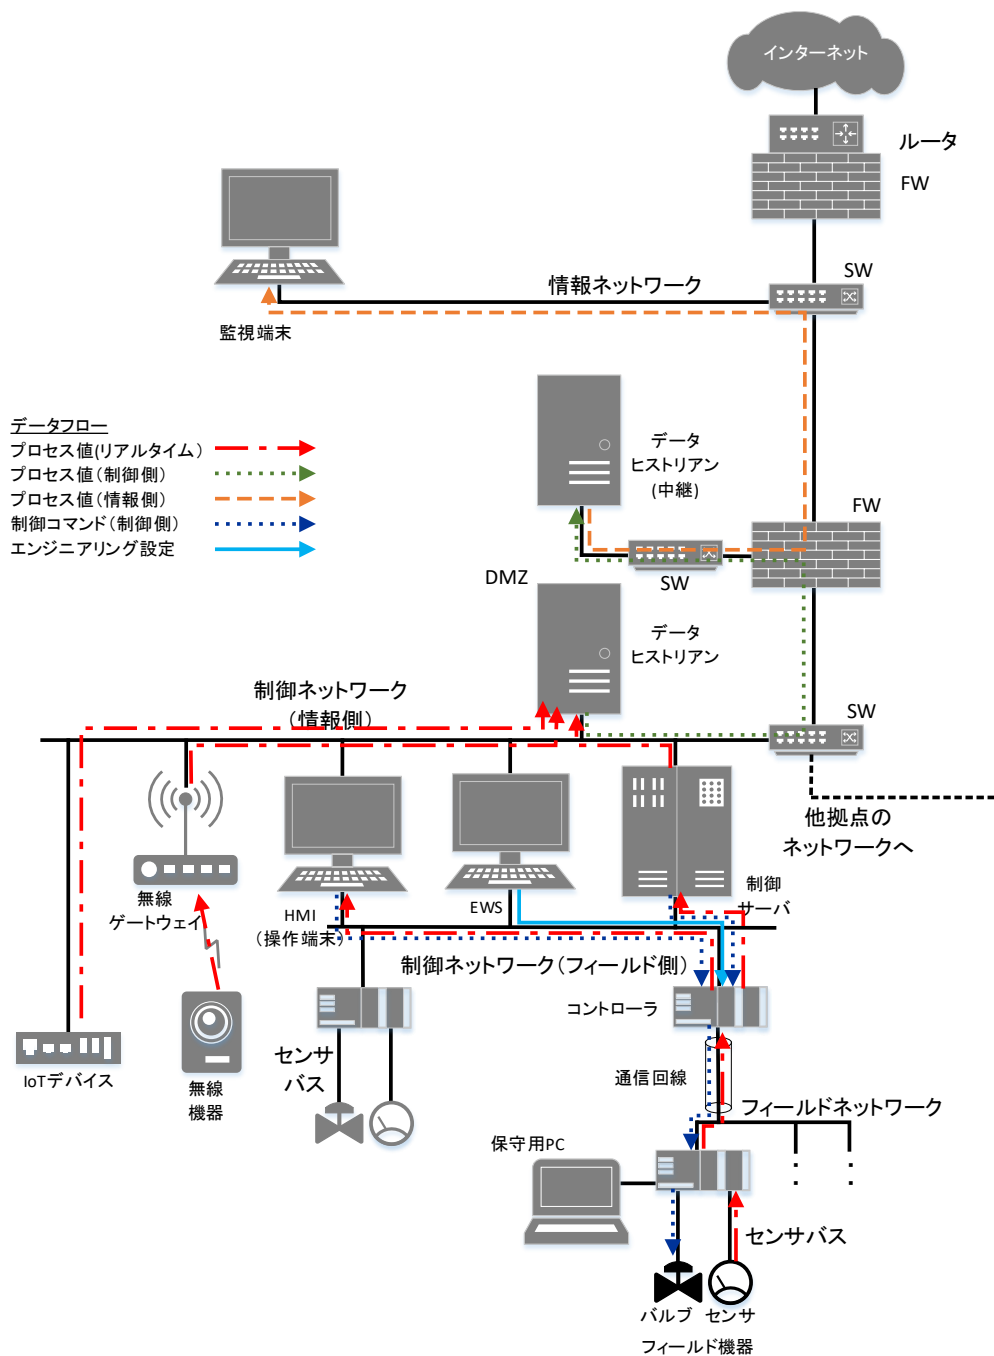 インターネット
ルータ
FW
SW
情報ネットワーク
監視端末
データフロー
プロセス値(リアルタイム)
プロセス値(制御側)
プロセス値(情報側)
制御コマンド(制御側)
エンジニアリング設定
データ
ヒストリアン
(中継)
FW
SW
DMZ
データ
ヒストリアン
制御ネットワーク
(情報側)
SW
他拠点の
ネットワークへ
無線
ゲートウェイ
HMI
(操作端末)
EWS
制御
サーバ
制御ネットワーク(フィールド側)
コントローラ
センサ
バス
IoTデバイス
無線
機器
通信回線
フィールドネットワーク
保守用PC
センサバス
バルブ
センサ
フィールド機器